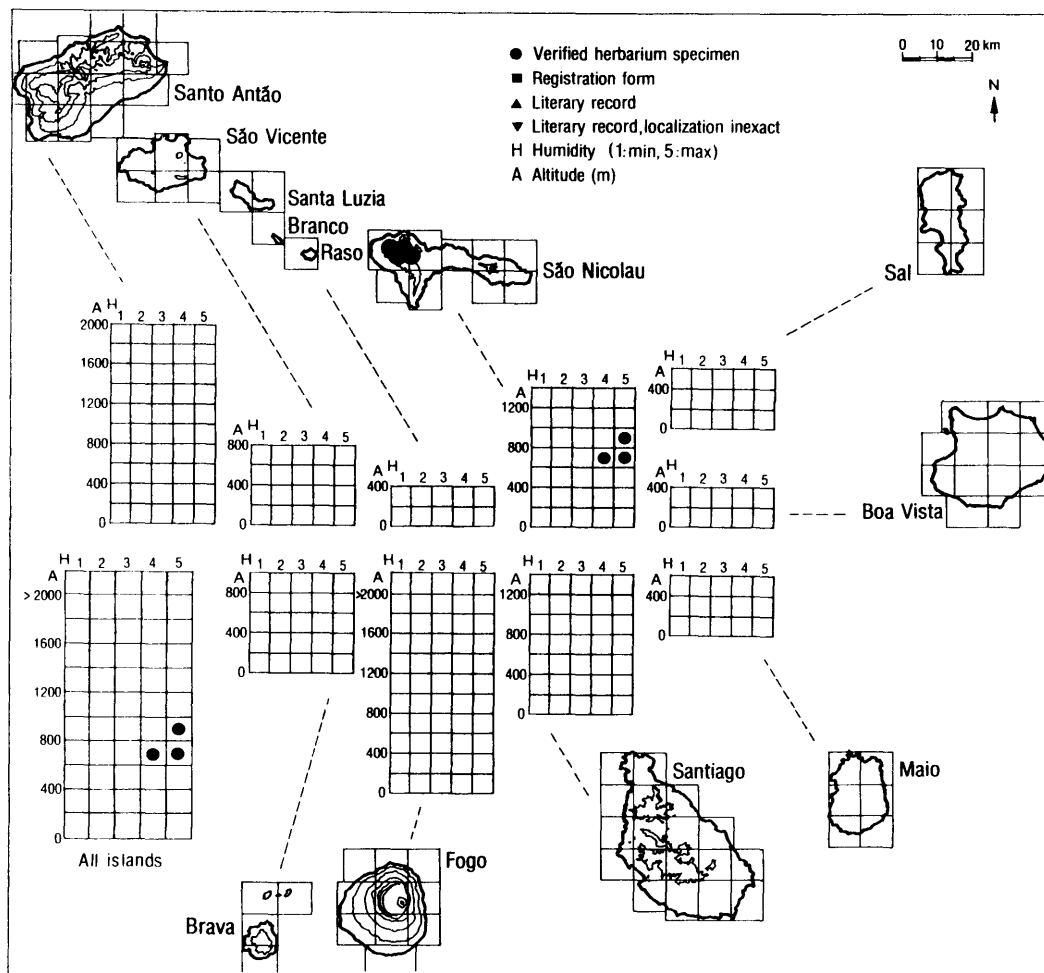 ● Verified herbarium specimen
■ Registration form
▲ Literary record
▼ Literary record, localization inexact
H Humidity (1:min, 5:max)
A Altitude (m)
0 10 20 km
N
Santo Antão
São Vicente
Santa Luzia
Branco
Raso
São Nicolau
Sal
A H 1 2 3 4 5
2000
1600
1200
800
400
0
A H 1 2 3 4 5
800
400
0
A H 1 2 3 4 5
400
0
H 1 2 3 4 5
A
1200
800
400
0
H 1 2 3 4 5
A
400
0
H 1 2 3 4 5
A
400
0
Boa Vista
H 1 2 3 4 5
A
>2000
1600
1200
800
400
0
All islands
H 1 2 3 4 5
A
800
400
0
H 1 2 3 4 5
A
>2000
1600
1200
800
400
0
H 1 2 3 4 5
A
1200
800
400
0
H 1 2 3 4 5
A
400
0
Santiago
Maio
Fogo
Brava